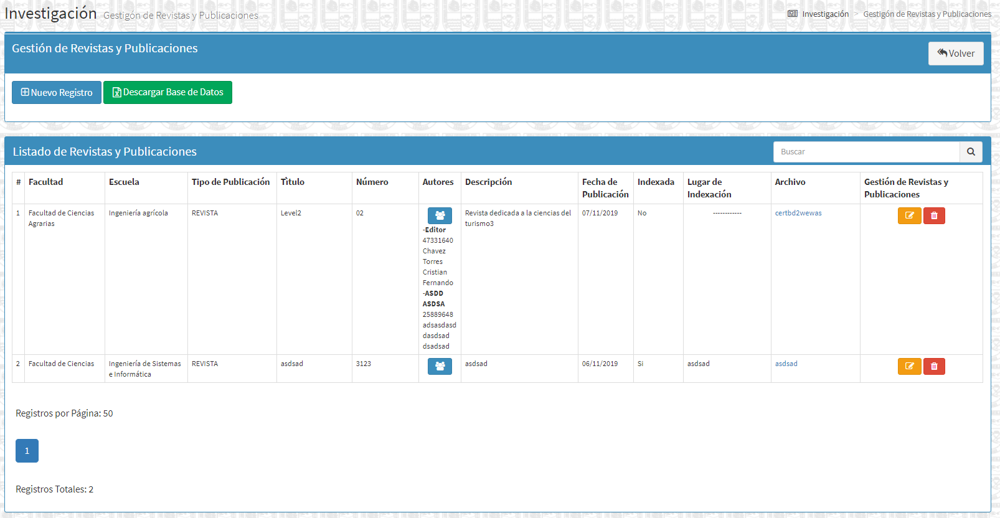 Investigación Gestigón de Revistas y Publicaciones
Investigación > Gestigón de Revistas y Publicaciones
Gestión de Revistas y Publicaciones
Volver
Nuevo Registro
Descargar Base de Datos
Listado de Revistas y Publicaciones
Buscar
# Facultad Escuela Tipo de Publicación Tìtulo Número Autores Descripción Fecha de Publicación Indexada Lugar de Indexación Archivo Gestión de Revistas y Publicaciones
1
Facultad de Ciencias
Agrarias
Ingeniería agrícola
REVISTA
Level2
02
-Editor
47331640
Chavez
Torres
Cristian
Fernando
-ASDD
ASDSA
25889648
adsasdasd
dasdsad
dsadsad
Revista dedicada a la ciencias del
turismo3
07/11/2019
No
------------
certbd2wewas
2
Facultad de Ciencias
Ingeniería de Sistemas
e Informática
REVISTA
asdsad
3123
asdsad
06/11/2019
Si
asdsad
asdsad
Registros por Página: 50
1
Registros Totales: 2